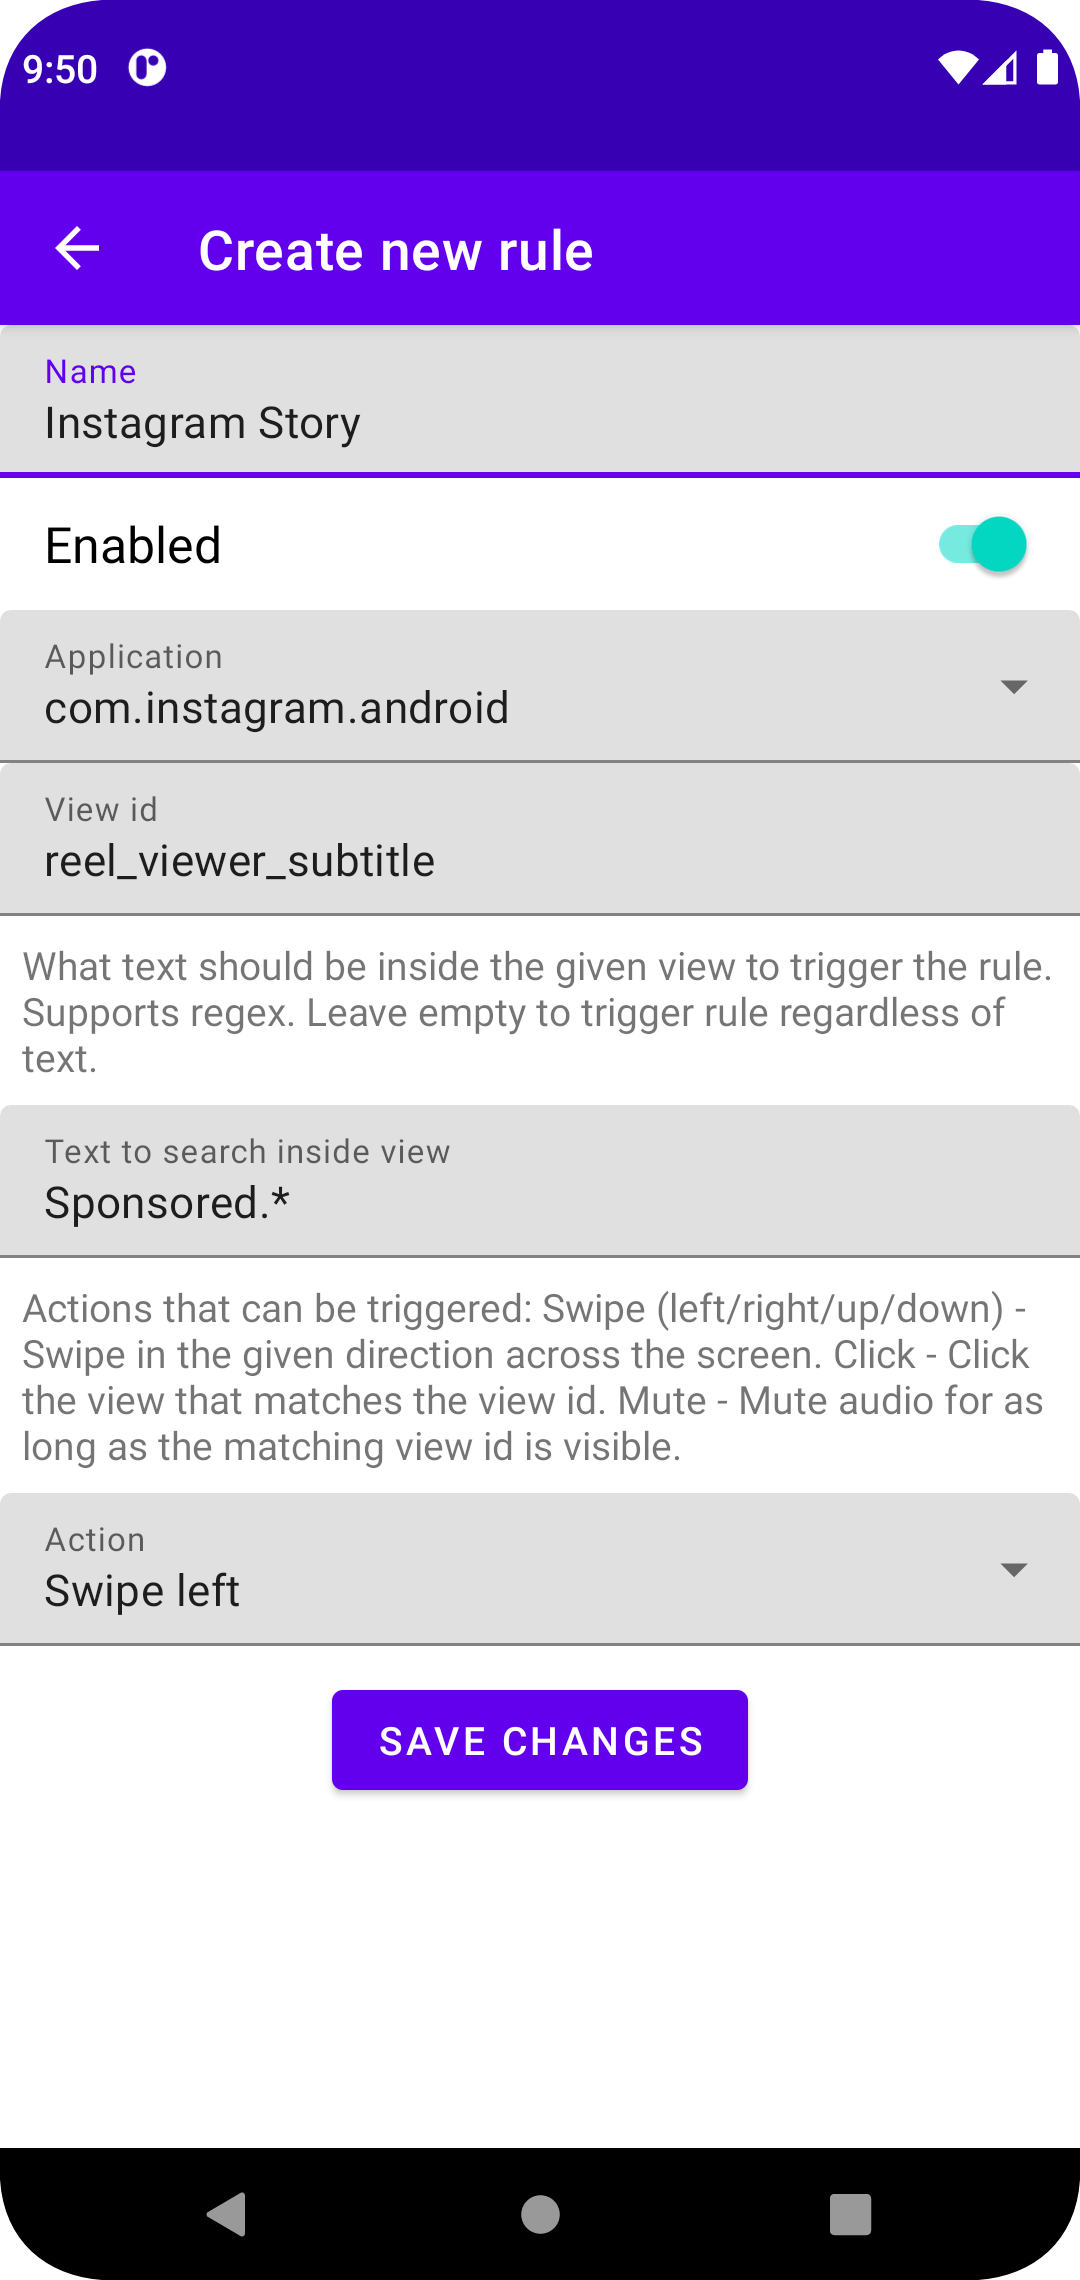 9:50
Create new rule
Name
Instagram Story
Enabled
Application
com.instagram.android
View id
reel_viewer_subtitle
What text should be inside the given view to trigger the rule.
Supports regex. Leave empty to trigger rule regardless of
text.
Text to search inside view
Sponsored.*
Actions that can be triggered: Swipe (left/right/up/down) -
Swipe in the given direction across the screen. Click - Click
the view that matches the view id. Mute - Mute audio for as
long as the matching view id is visible.
Action
Swipe left
SAVE CHANGES